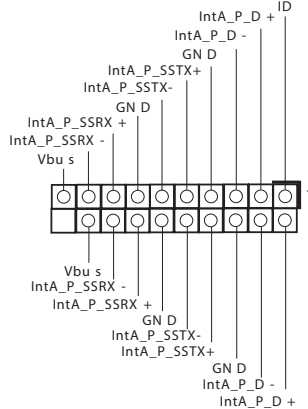 ID
IntA_P_D +
IntA_P_D -
GN D
IntA_P_SSTX+
IntA_P_SSTX-
GN D
IntA_P_SSRX +
IntA_P_SSRX -
Vbu s
Vbu s
IntA_P_SSRX -
IntA_P_SSRX +
GN D
IntA_P_SSTX-
IntA_P_SSTX+
GN D
IntA_P_D -
IntA_P_D +